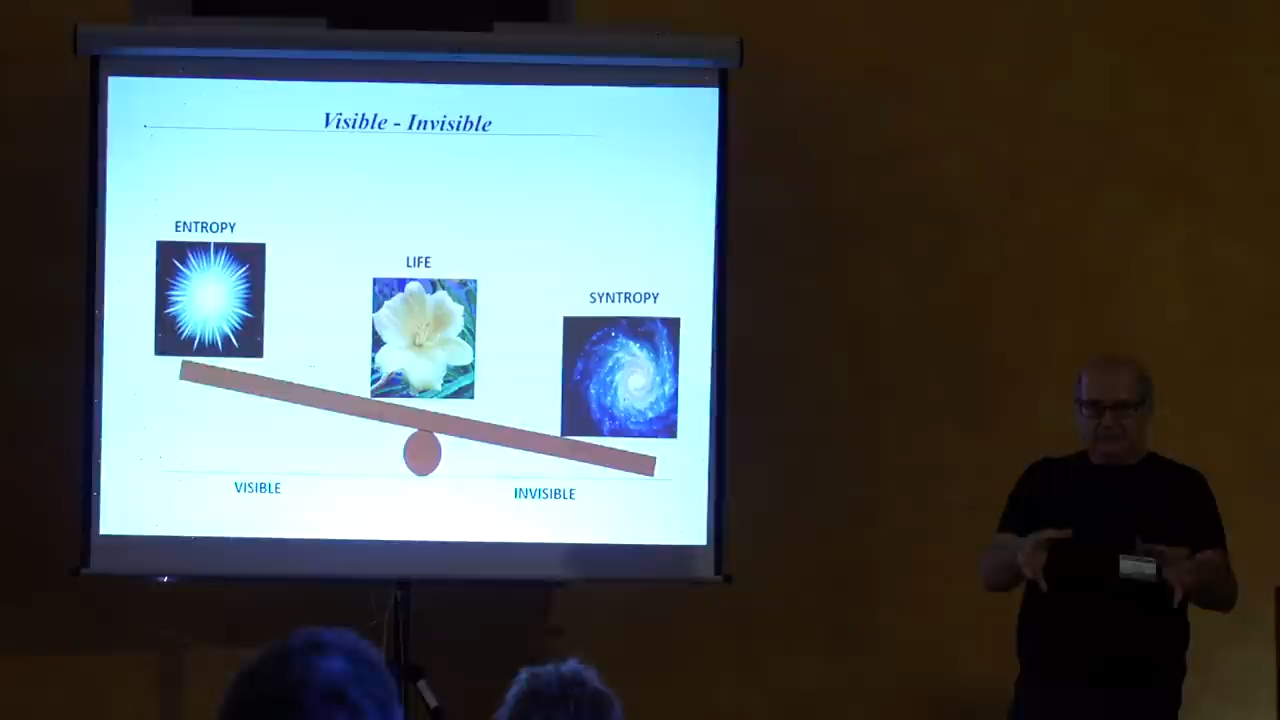 Visible - Invisible
ENTROPY
LIFE
SYNTROPY
VISIBLE
INVISIBLE